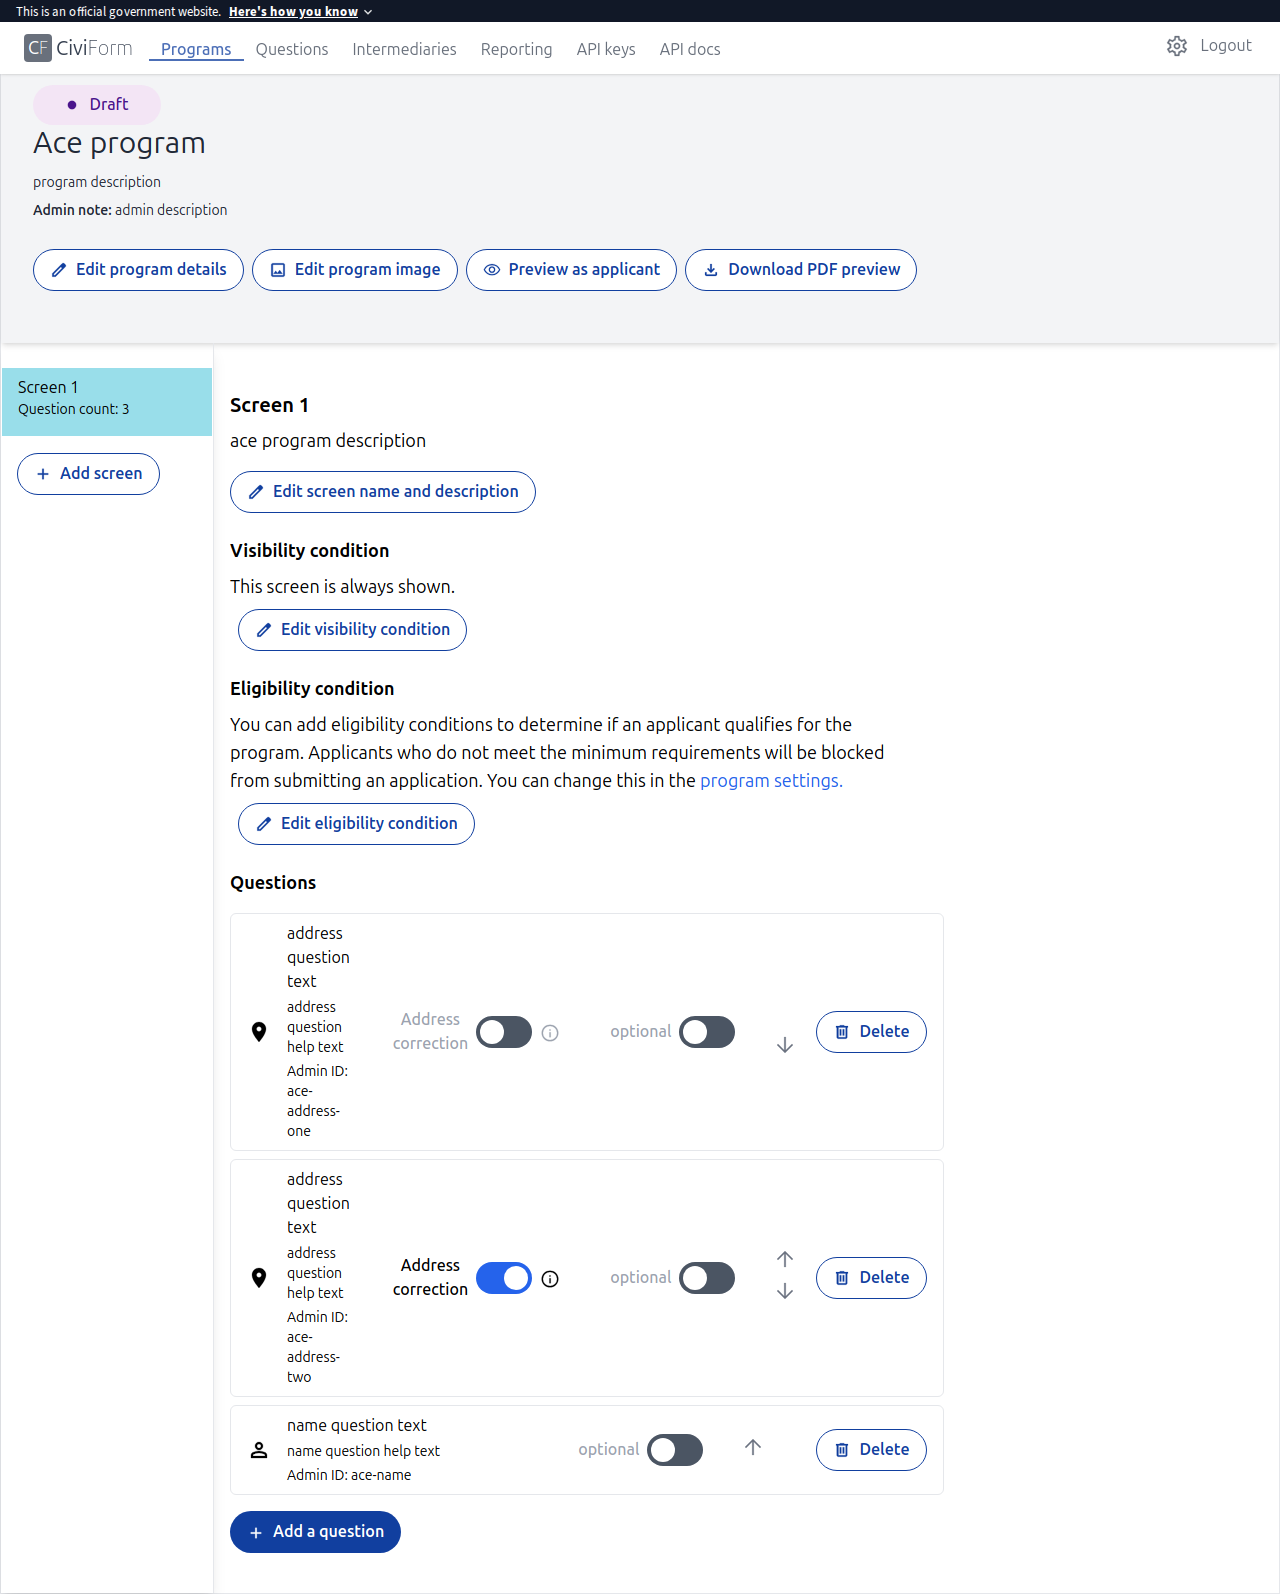 This is an official government website. Here's how you know
CF CiviForm Programs Questions Intermediaries Reporting API keys API docs Logout
Draft
Ace program
program description
Admin note: admin description
Edit program details Edit program image Preview as applicant Download PDF preview
Screen 1
Question count: 3
Add screen
Screen 1
ace program description
Edit screen name and description
Visibility condition
This screen is always shown.
Edit visibility condition
Eligibility condition
You can add eligibility conditions to determine if an applicant qualifies for the
program. Applicants who do not meet the minimum requirements will be blocked
from submitting an application. You can change this in the program settings.
Edit eligibility condition
Questions
address
question
text
address
question
help text
Admin ID:
ace-
address-
one
Address
correction
optional
Delete
address
question
text
address
question
help text
Admin ID:
ace-
address-
two
Address
correction
optional
Delete
name question text
name question help text
Admin ID: ace-name
optional
Delete
Add a question